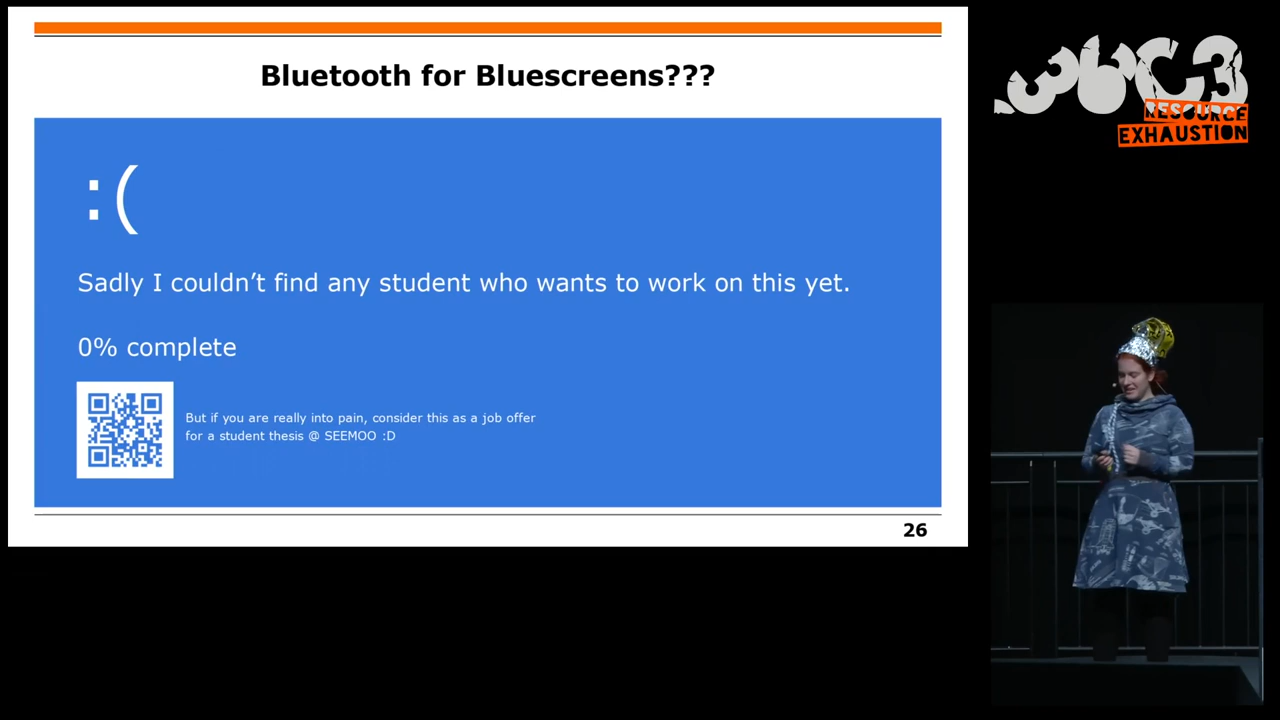 Bluetooth for Bluescreens???
:(
Sadly I couldn’t find any student who wants to work on this yet.
0% complete
But if you are really into pain, consider this as a job offer
for a student thesis @ SEEMOO :D
26
36C3
RESOURCE
EXHAUSTION